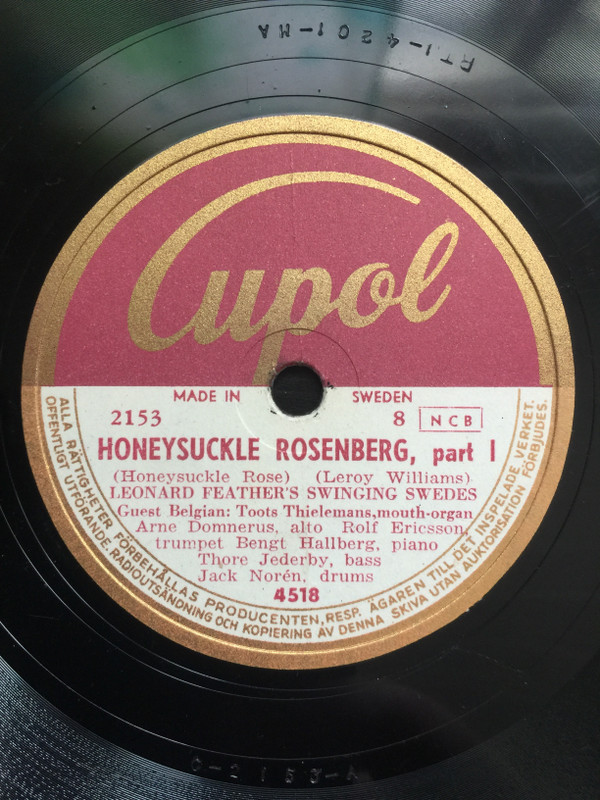 RT1-4201-MA
Cupol
MADE IN SWEDEN
2153 8 NCB
HONEYSUCKLE ROSENBERG, part I
(Honeysuckle Rose) (Leroy Williams)
LEONARD FEATHER'S SWINGING SWEDES
Guest Belgian: Toots Thielemans,mouth-organ
Arne Domnerus, alto Rolf Ericsson,
trumpet Bengt Hallberg, piano
Thore Jederby, bass
Jack Norén, drums
4518
ALLA RÄTTIGHETER FÖRBEHÅLLAS PRODUCENTEN, RESP. ÄGAREN TILL DET INSPELADE VERKET.
OFFENTLIGT UTFÖRANDE, RADIOUTSÄNDNING OCH KOPIERING AV DENNA SKIVA UTAN AUKTORISATION FÖRBJUDES.
C-2153-A